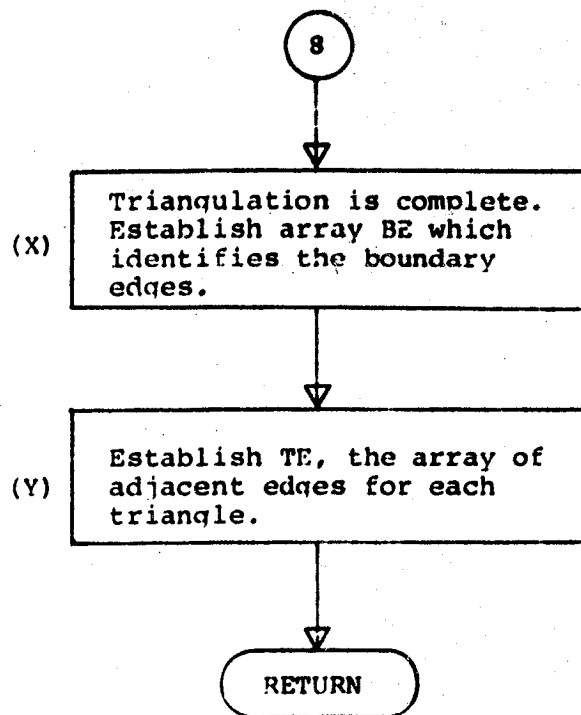 8
(X)
Triangulation is complete.
Establish array BE which
identifies the boundary
edges.
(Y)
Establish TE, the array of
adjacent edges for each
triangle.
RETURN